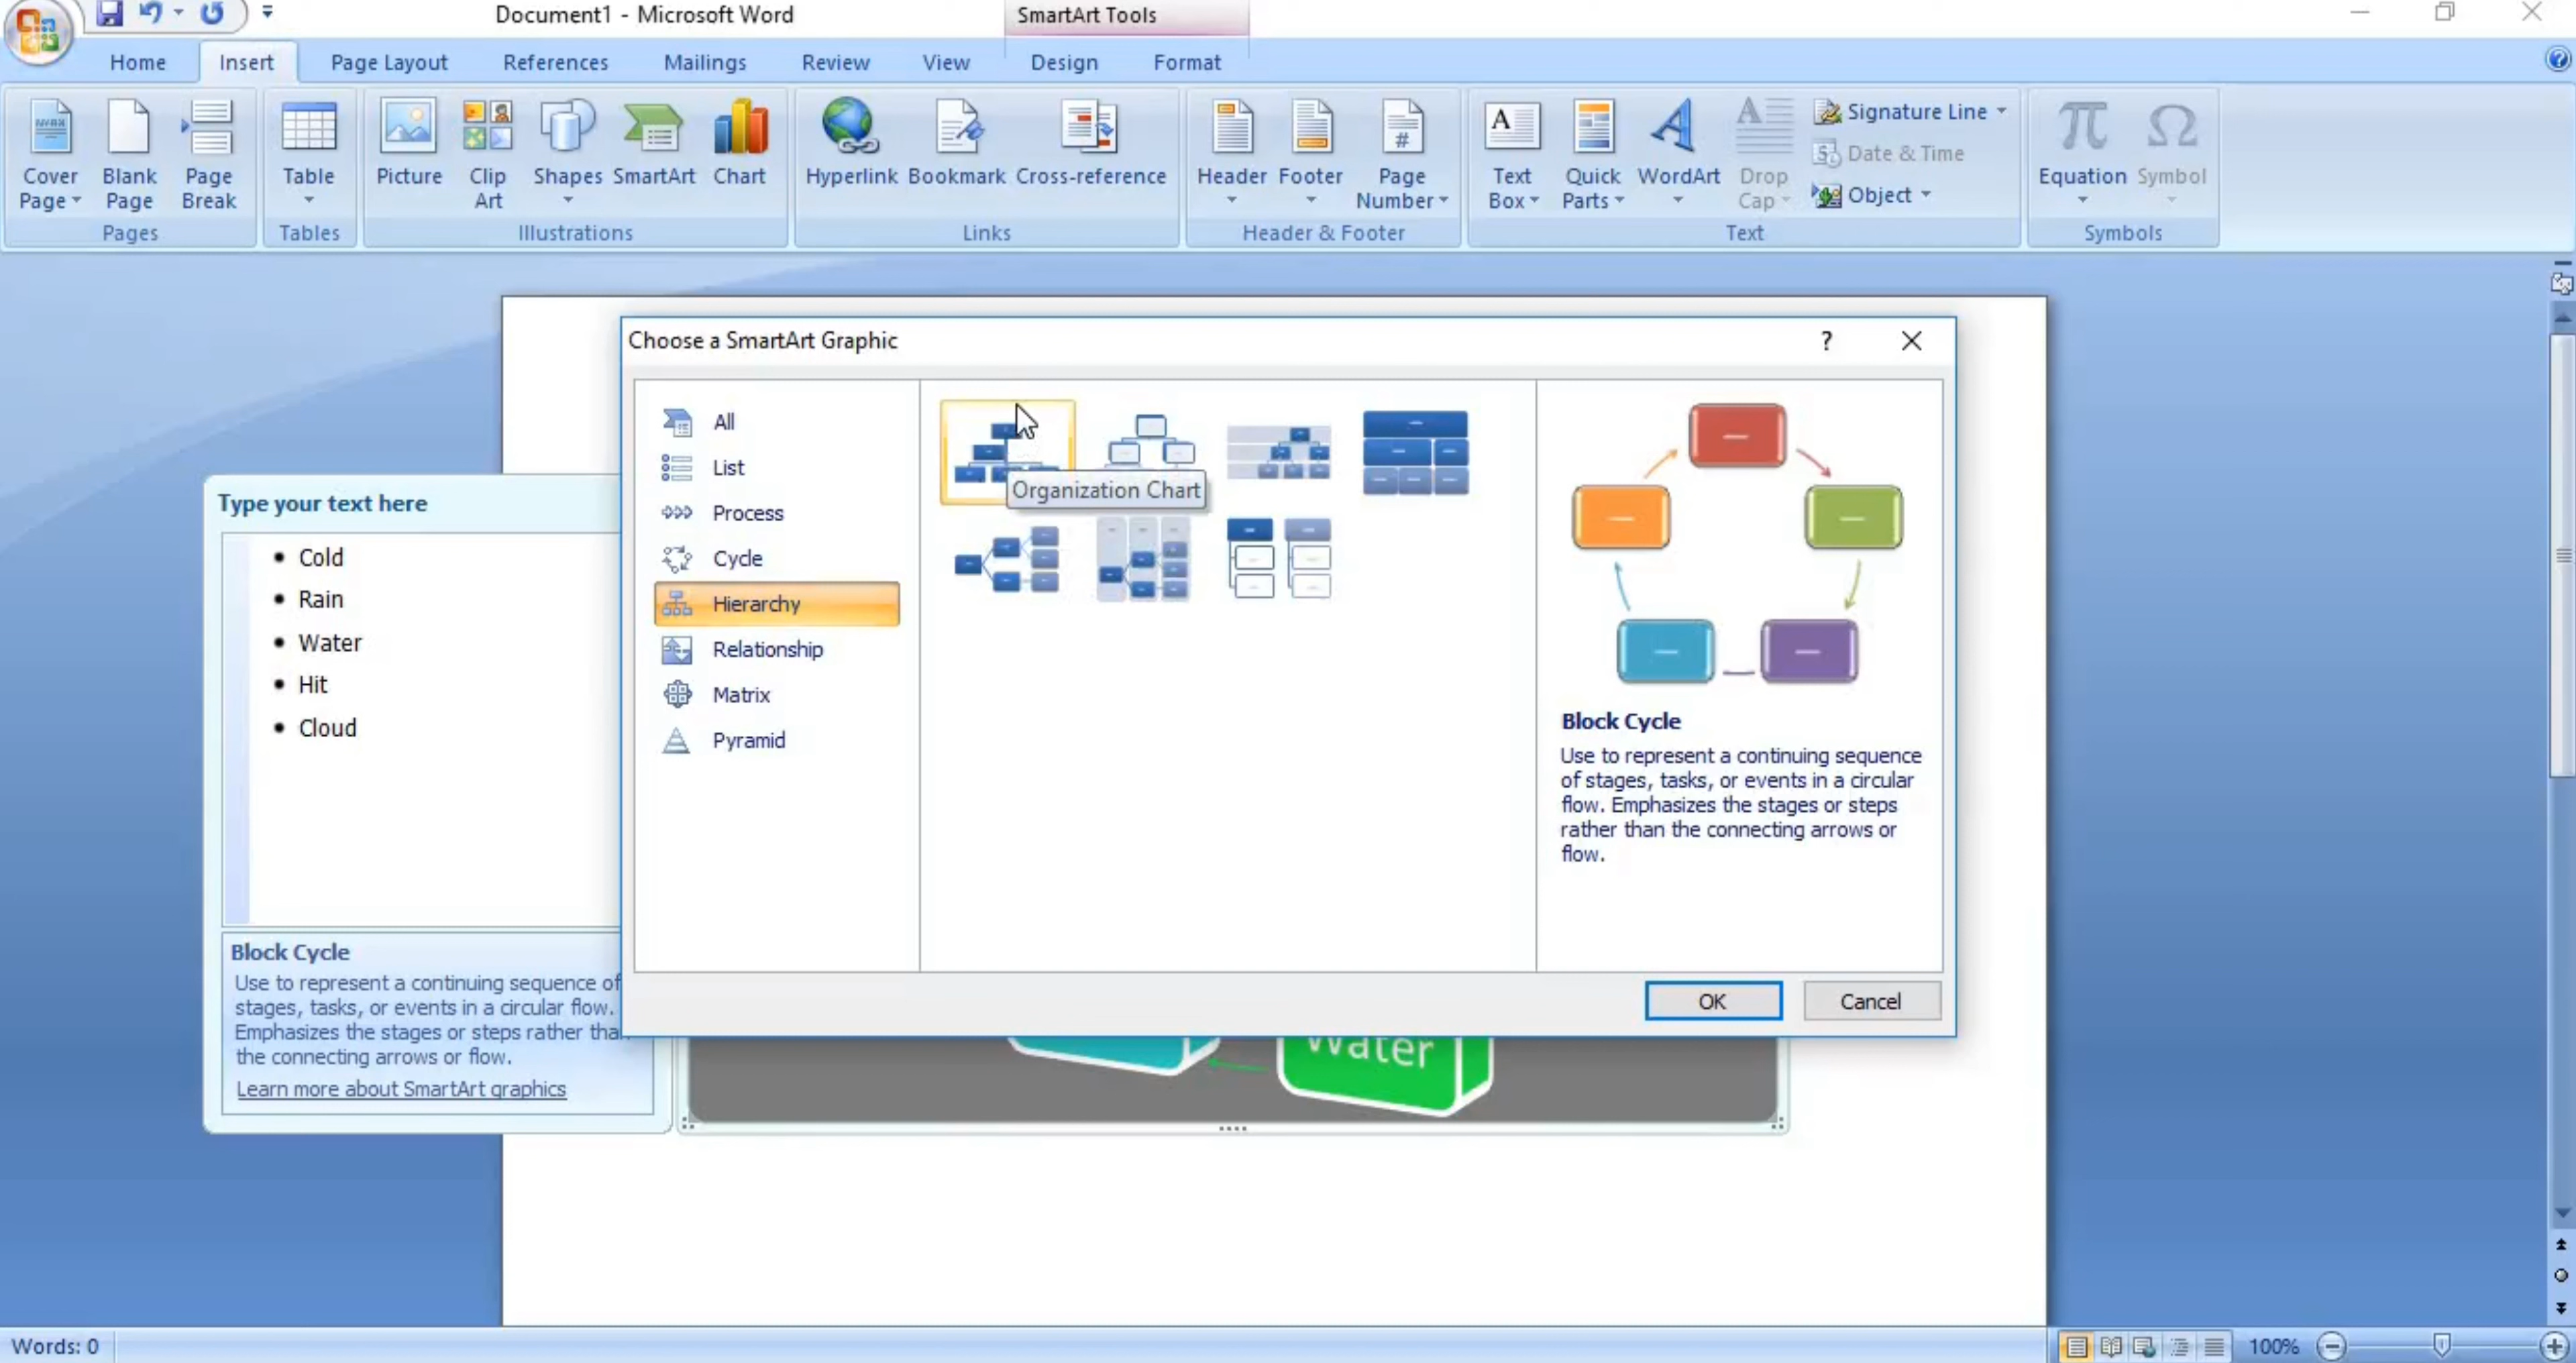 Document1 - Microsoft Word
SmartArt Tools
Home Insert Page Layout References Mailings Review View Design Format
Cover Page
Blank Page
Page Break
Pages
Table
Tables
Picture
Clip Art
Shapes
SmartArt
Chart
Illustrations
Hyperlink
Bookmark
Cross-reference
Links
Header
Footer
Page Number
Header & Footer
Text Box
Quick Parts
WordArt
Drop Cap
Signature Line
Date & Time
Object
Text
π
Equation
Ω
Symbol
Symbols
Choose a SmartArt Graphic
?
All
List
Process
Cycle
Hierarchy
Relationship
Matrix
Pyramid
Organization Chart
Block Cycle
Use to represent a continuing sequence
of stages, tasks, or events in a circular
flow. Emphasizes the stages or steps
rather than the connecting arrows or
flow.
OK
Cancel
Type your text here
• Cold
• Rain
• Water
• Hit
• Cloud
Block Cycle
Use to represent a continuing sequence of
stages, tasks, or events in a circular flow.
Emphasizes the stages or steps rather tha
the connecting arrows or flow.
Learn more about SmartArt graphics
Water
Words: 0
100%